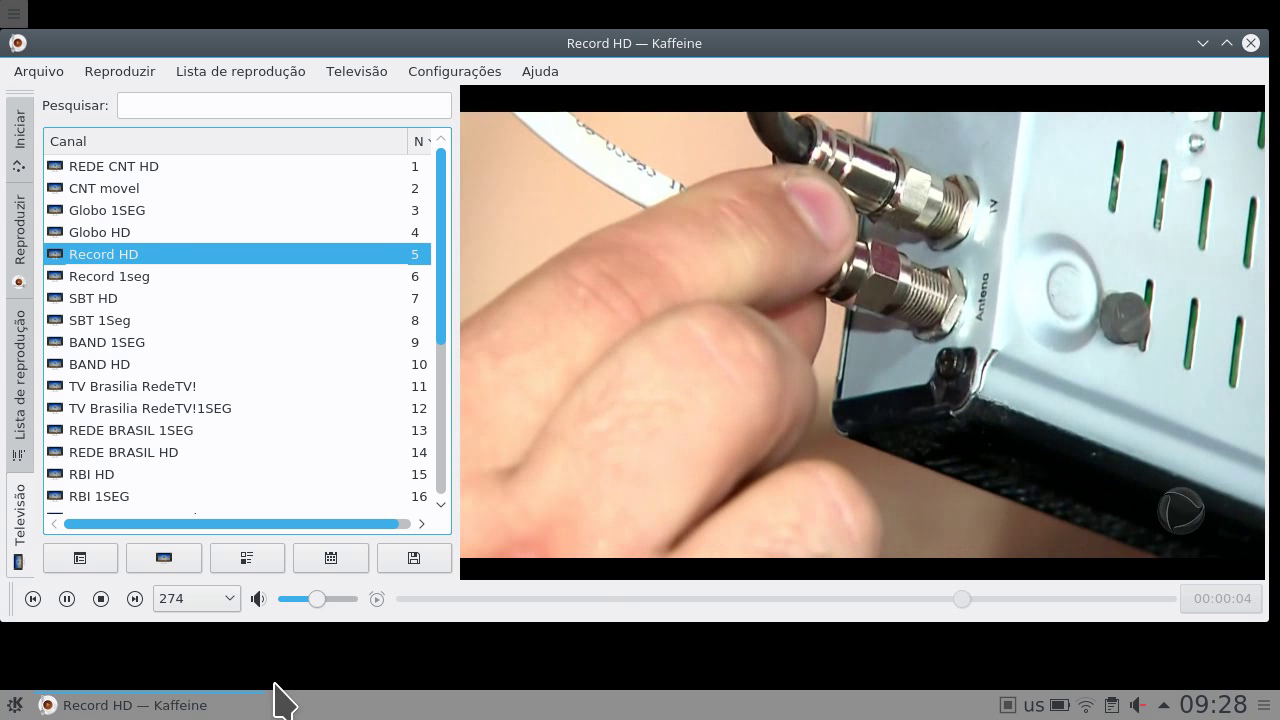 Record HD — Kaffeine
Arquivo Reproduzir Lista de reprodução Televisão Configurações Ajuda
Pesquisar:
Iniciar
Reproduzir
Lista de reprodução
Televisão
Canal N
REDE CNT HD 1
CNT movel 2
Globo 1SEG 3
Globo HD 4
Record HD 5
Record 1seg 6
SBT HD 7
SBT 1Seg 8
BAND 1SEG 9
BAND HD 10
TV Brasilia RedeTV! 11
TV Brasilia RedeTV!1SEG 12
REDE BRASIL 1SEG 13
REDE BRASIL HD 14
RBI HD 15
RBI 1SEG 16
TV
Antena
274
00:00:04
Record HD — Kaffeine
us
09:28